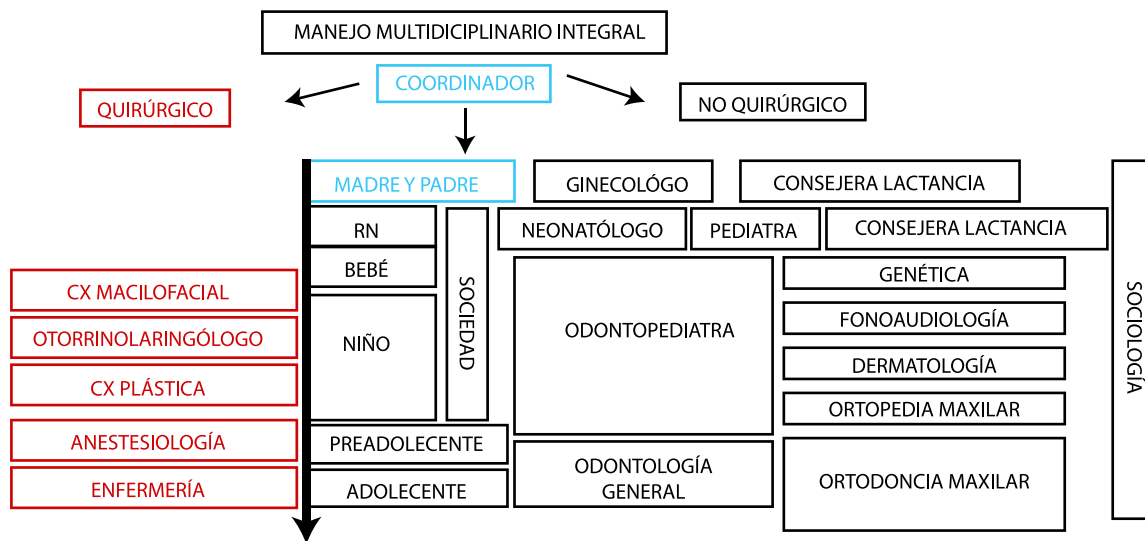 MANEJO MULTIDICIPLINARIO INTEGRAL
COORDINADOR
QUIRÚRGICO
NO QUIRÚRGICO
MADRE Y PADRE
GINECOLÓGO
CONSEJERA LACTANCIA
RN
NEONATÓLOGO
PEDIATRA
CONSEJERA LACTANCIA
BEBÉ
NIÑO
SOCIEDAD
ODONTOPEDIATRA
GENÉTICA
FONOAUDIOLOGÍA
DERMATOLOGÍA
ORTOPEDIA MAXILAR
SOCIOLOGÍA
CX MACILOFACIAL
OTORRINOLARINGÓLOGO
CX PLÁSTICA
ANESTESIOLOGÍA
ENFERMERÍA
PREADOLECENTE
ADOLECENTE
ODONTOLOGÍA
GENERAL
ORTODONCIA MAXILAR